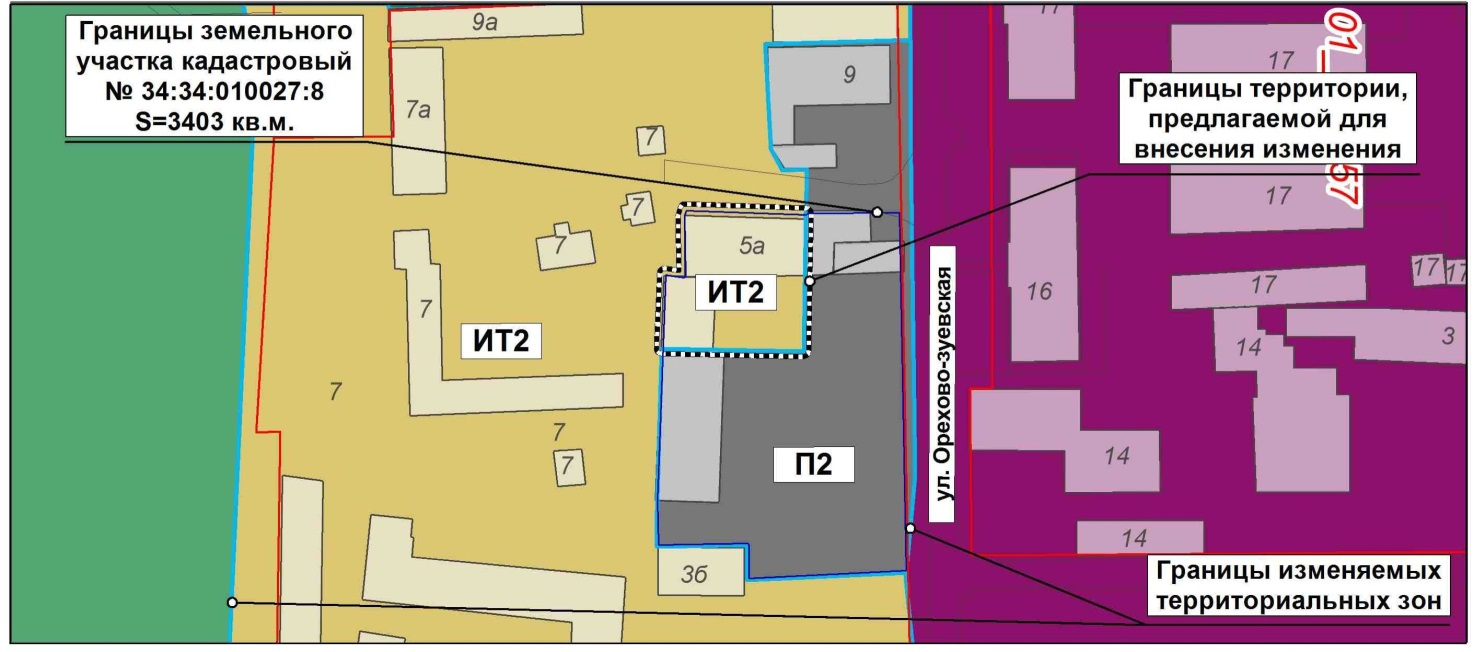 Границы земельного
участка кадастровый
№ 34:34:010027:8
S=3403 кв.м.
9а
7а
9
7
17
17
01_
57
Границы территории,
предлагаемой для
внесения изменения
7
7
5а
17
ИТ2
ИТ2
7
7
ул. Орехово-зуевская
16
17
17
17
14
3
7
7
П2
14
14
3б
Границы изменяемых
территориальных зон